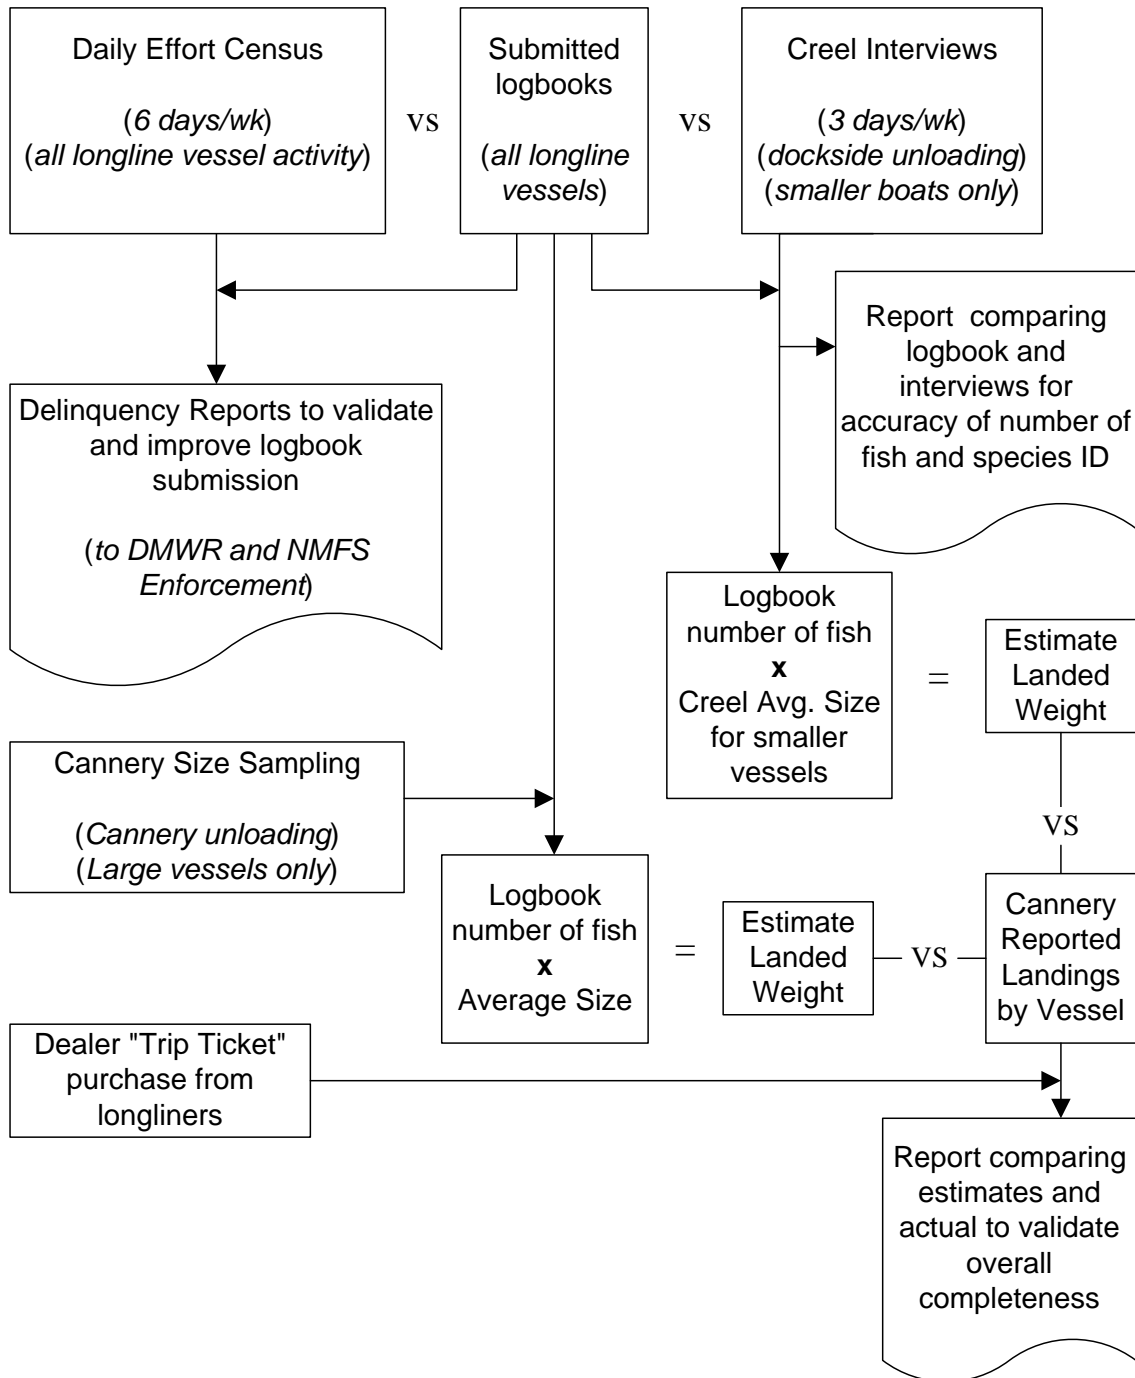 Daily Effort Census
(6 days/wk)
(all longline vessel activity)
vs
Submitted
logbooks
(all longline
vessels)
vs
Creel Interviews
(3 days/wk)
(dockside unloading)
(smaller boats only)
Report comparing
logbook and
interviews for
accuracy of number of
fish and species ID
Delinquency Reports to validate
and improve logbook
submission
(to DMWR and NMFS
Enforcement)
Logbook
number of fish
x
Creel Avg. Size
for smaller
vessels
=
Estimate
Landed
Weight
vs
Cannery Size Sampling
(Cannery unloading)
(Large vessels only)
Logbook
number of fish
x
Average Size
=
Estimate
Landed
Weight
vs
Cannery
Reported
Landings
by Vessel
Dealer "Trip Ticket"
purchase from
longliners
Report comparing
estimates and
actual to validate
overall
completeness